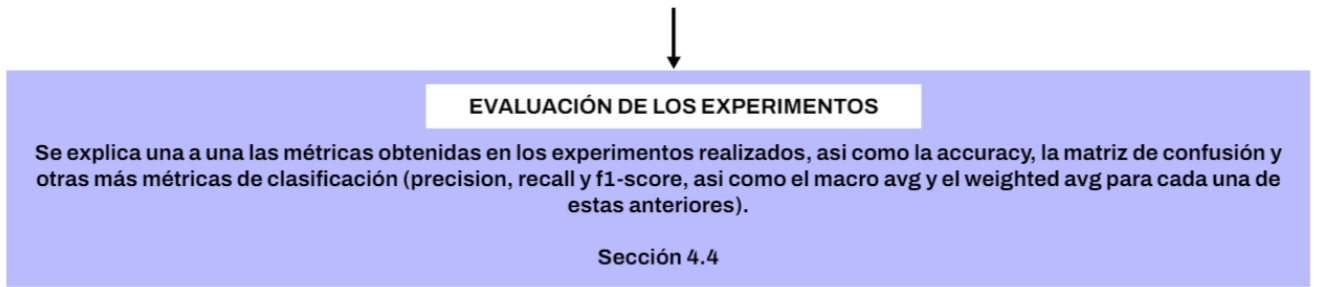 EVALUACIÓN DE LOS EXPERIMENTOS
Se explica una a una las métricas obtenidas en los experimentos realizados, asi como la accuracy, la matriz de confusión y
otras más métricas de clasificación (precision, recall y f1-score, asi como el macro avg y el weighted avg para cada una de
estas anteriores).
Sección 4.4